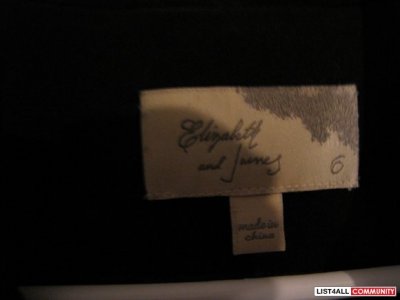 Elizabeth
and James
6
made in
china
LIST4ALL COMMUNITY